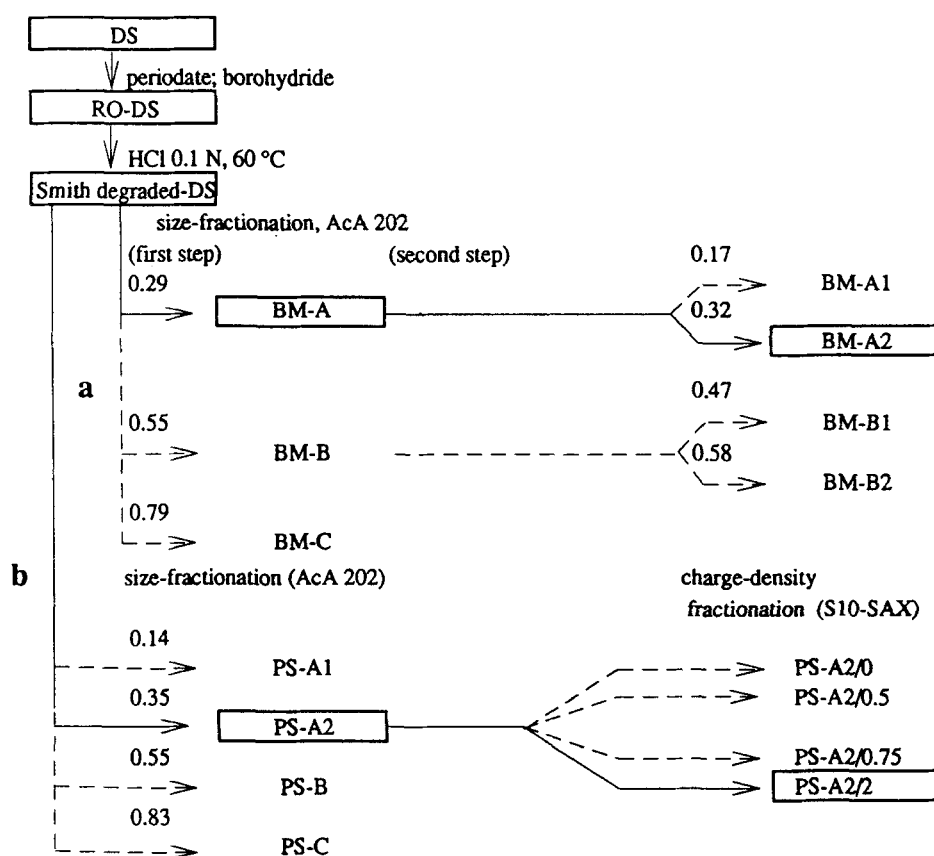 DS
periodate; borohydride
RO-DS
HCl 0.1 N, 60 °C
Smith degraded-DS
size-fractionation, AcA 202
(first step) (second step) 0.17
0.29 BM-A1
BM-A 0.32
BM-A2
a
0.47
0.55 BM-B1
BM-B 0.58
BM-B2
0.79
BM-C
b size-fractionation (AcA 202) charge-density
fractionation (S10-SAX)
0.14
PS-A1 PS-A2/0
0.35 PS-A2/0.5
PS-A2
0.55 PS-A2/0.75
PS-B PS-A2/2
0.83
PS-C